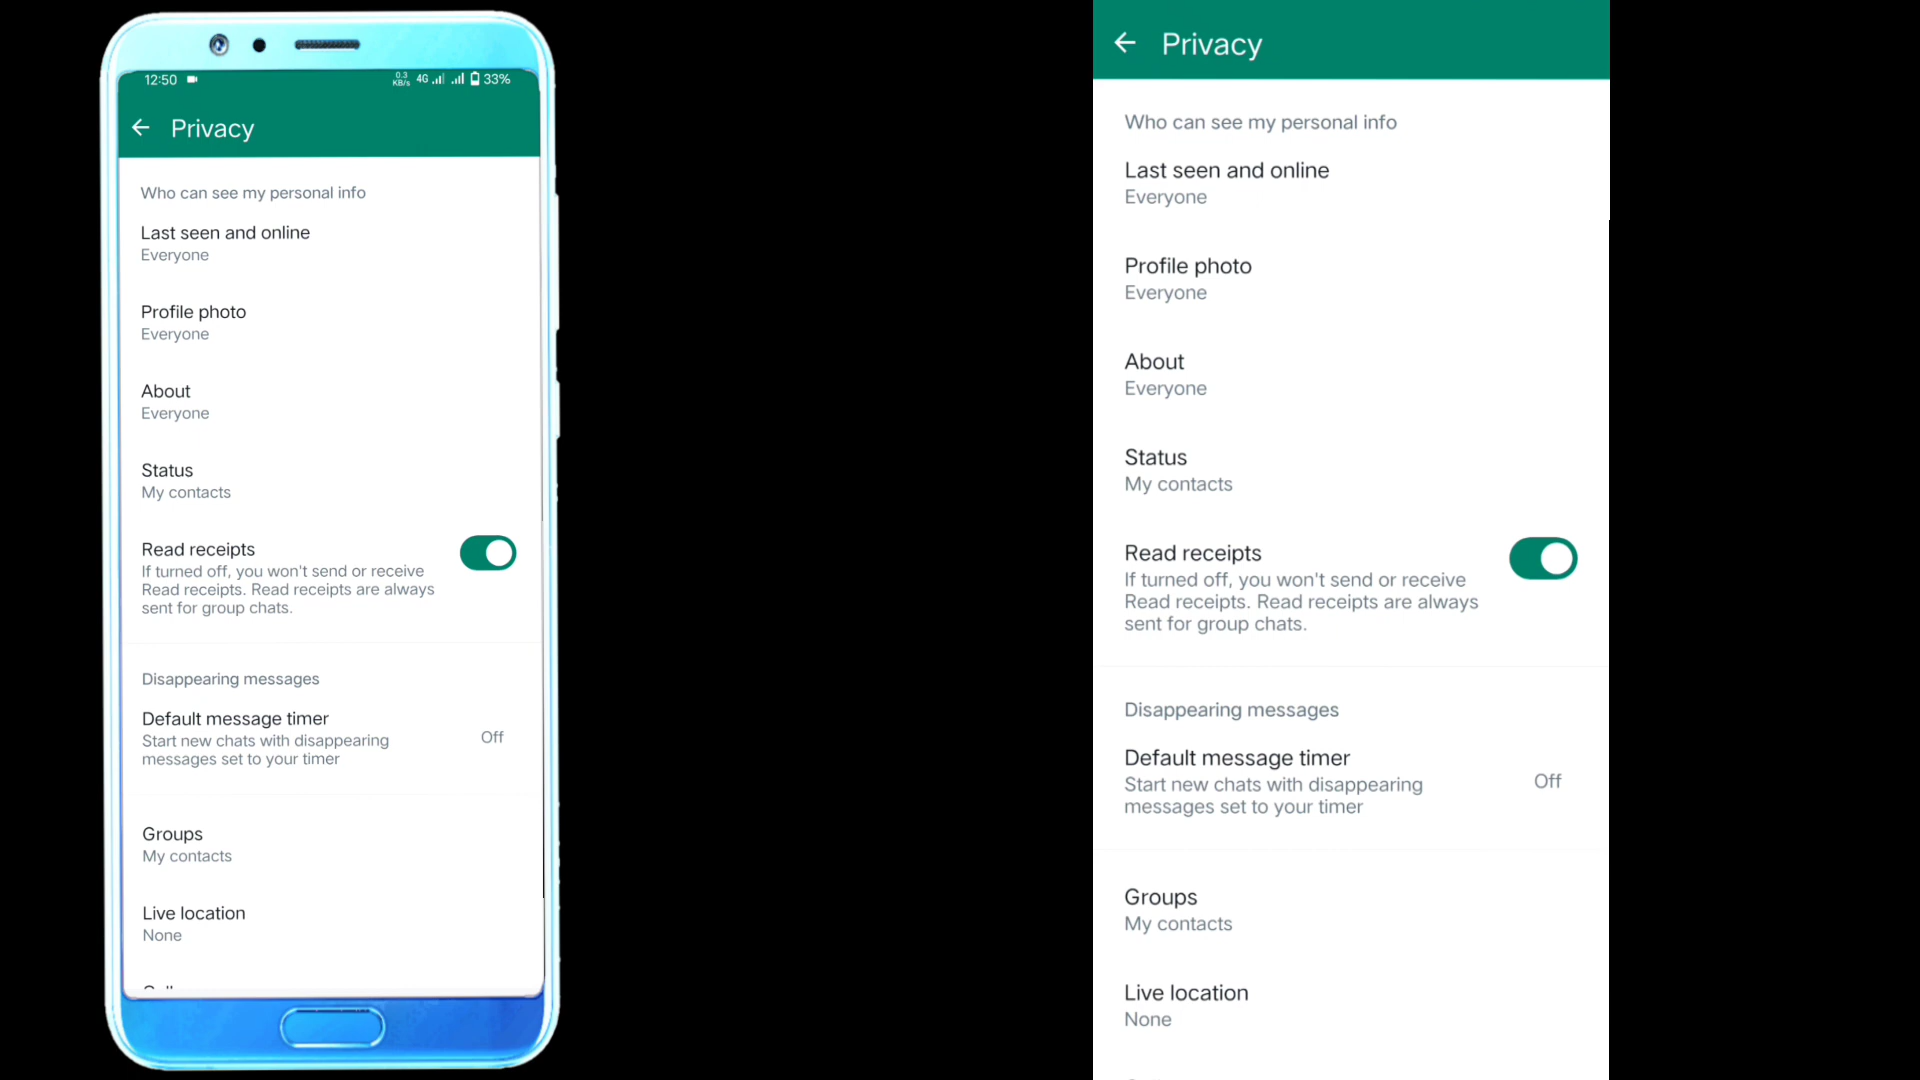 12:50
0.3
KB/s
4G
33%
Privacy
Who can see my personal info
Last seen and online
Everyone
Profile photo
Everyone
About
Everyone
Status
My contacts
Read receipts
If turned off, you won't send or receive
Read receipts. Read receipts are always
sent for group chats.
Disappearing messages
Default message timer
Start new chats with disappearing
messages set to your timer
Off
Groups
My contacts
Live location
None
Privacy
Who can see my personal info
Last seen and online
Everyone
Profile photo
Everyone
About
Everyone
Status
My contacts
Read receipts
If turned off, you won't send or receive
Read receipts. Read receipts are always
sent for group chats.
Disappearing messages
Default message timer
Start new chats with disappearing
messages set to your timer
Off
Groups
My contacts
Live location
None